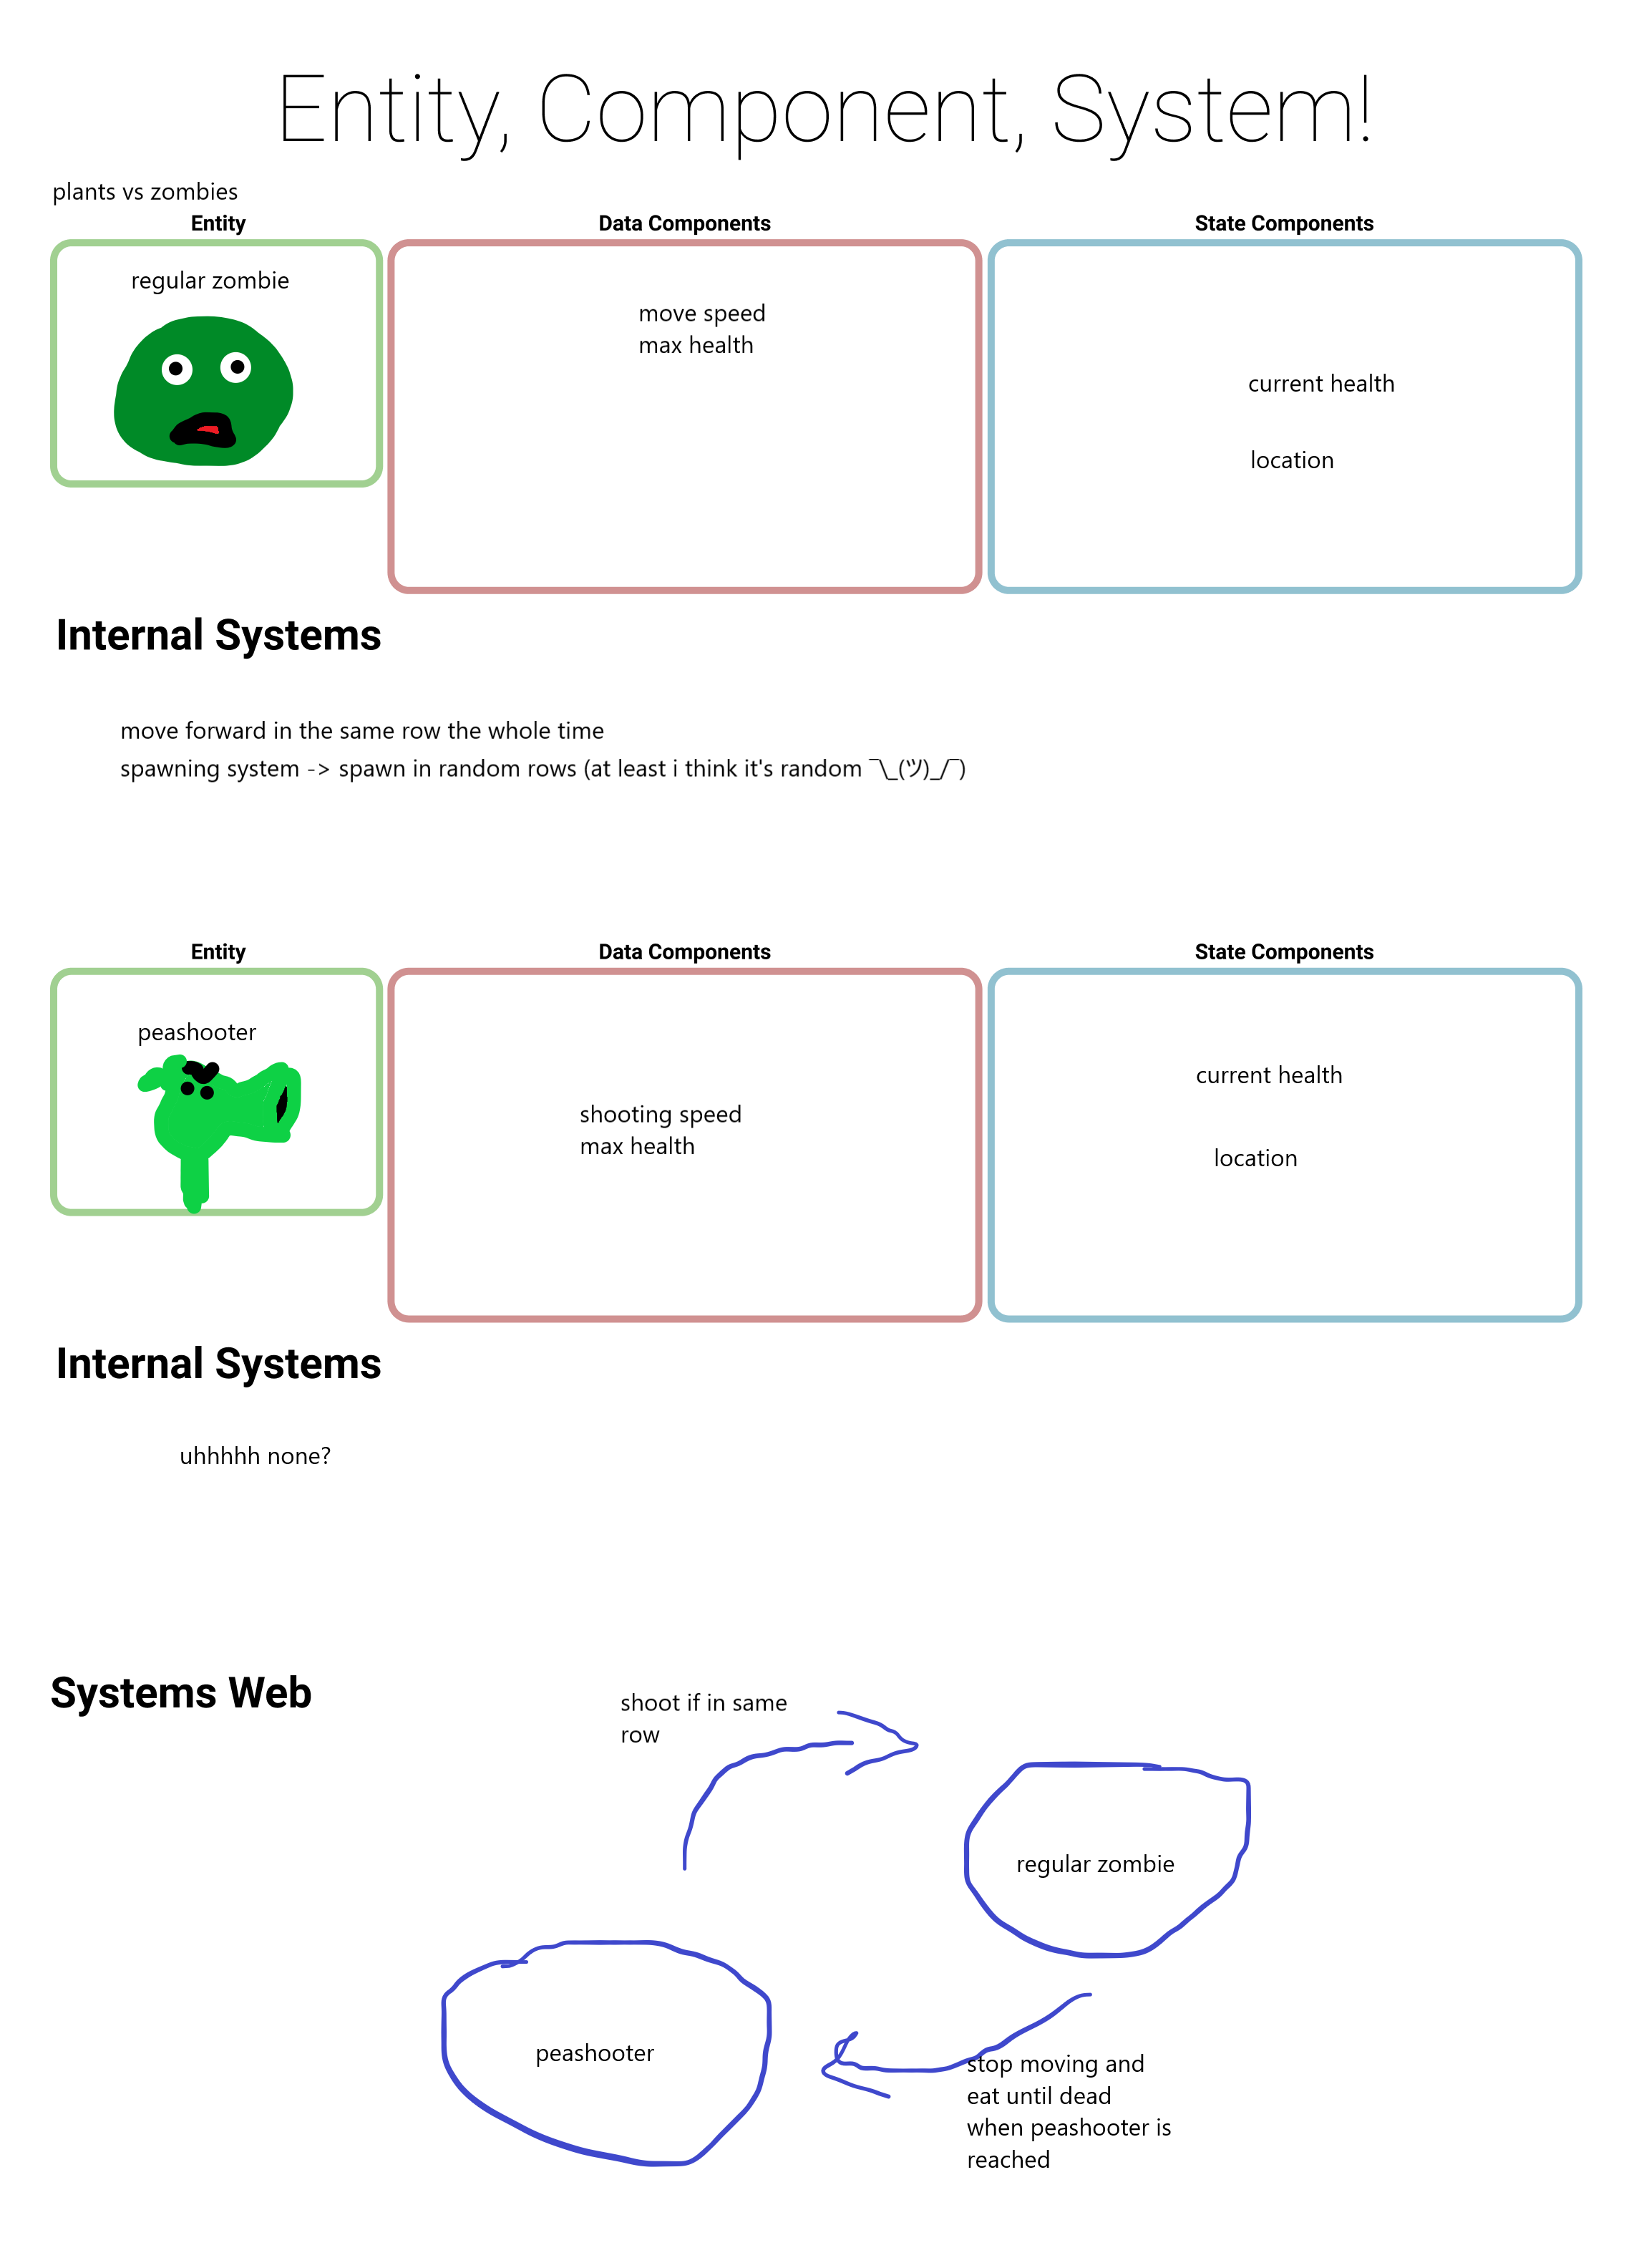 Entity, Component, System!
plants vs zombies
Entity
Data Components
State Components
regular zombie
move speed
max health
current health
location
Internal Systems
move forward in the same row the whole time
spawning system -> spawn in random rows (at least i think it's random ¯\_(ツ)_/¯)
Entity
Data Components
State Components
peashooter
shooting speed
max health
current health
location
Internal Systems
uhhhhh none?
Systems Web
shoot if in same
row
regular zombie
peashooter
stop moving and
eat until dead
when peashooter is
reached